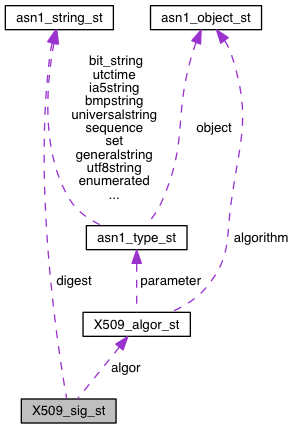 asn1_string_st
asn1_object_st
bit_string
utctime
ia5string
bmpstring
universalstring
sequence
set
generalstring
utf8string
enumerated
...
object
asn1_type_st
algorithm
digest
parameter
X509_algor_st
algor
X509_sig_st